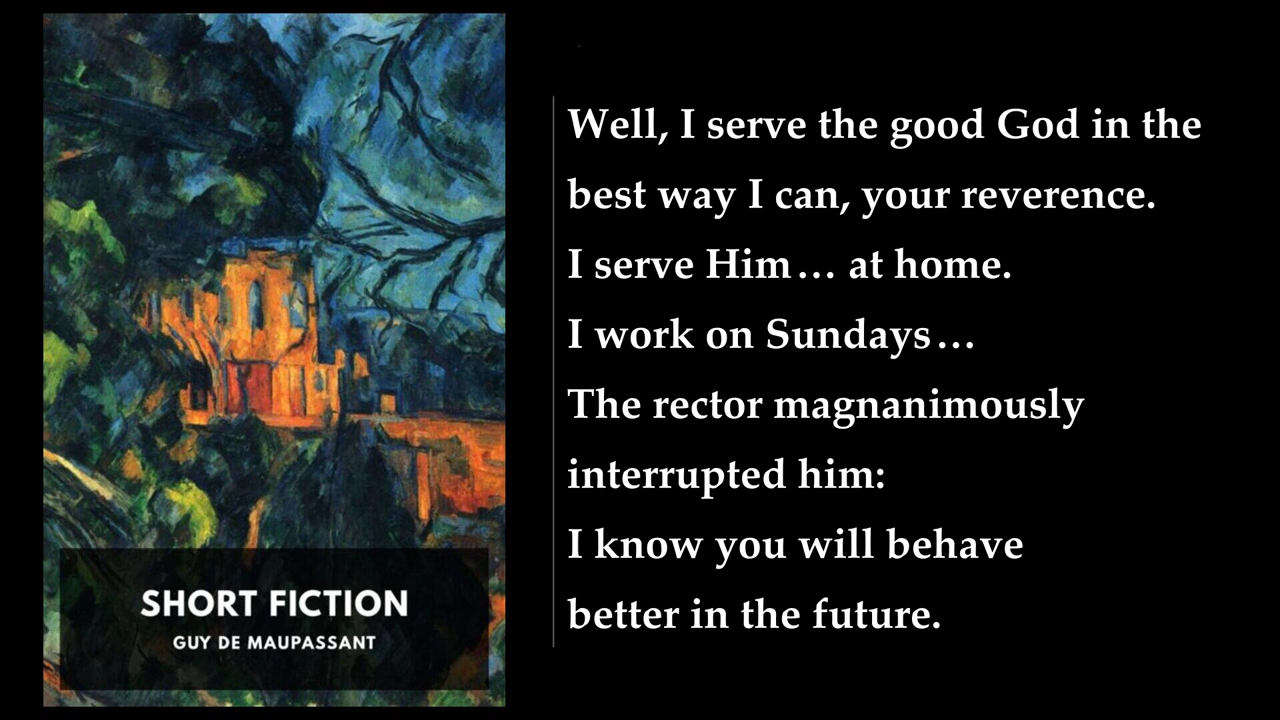 SHORT FICTION
GUY DE MAUPASSANT
Well, I serve the good God in the
best way I can, your reverence.
I serve Him… at home.
I work on Sundays…
The rector magnanimously
interrupted him:
I know you will behave
better in the future.